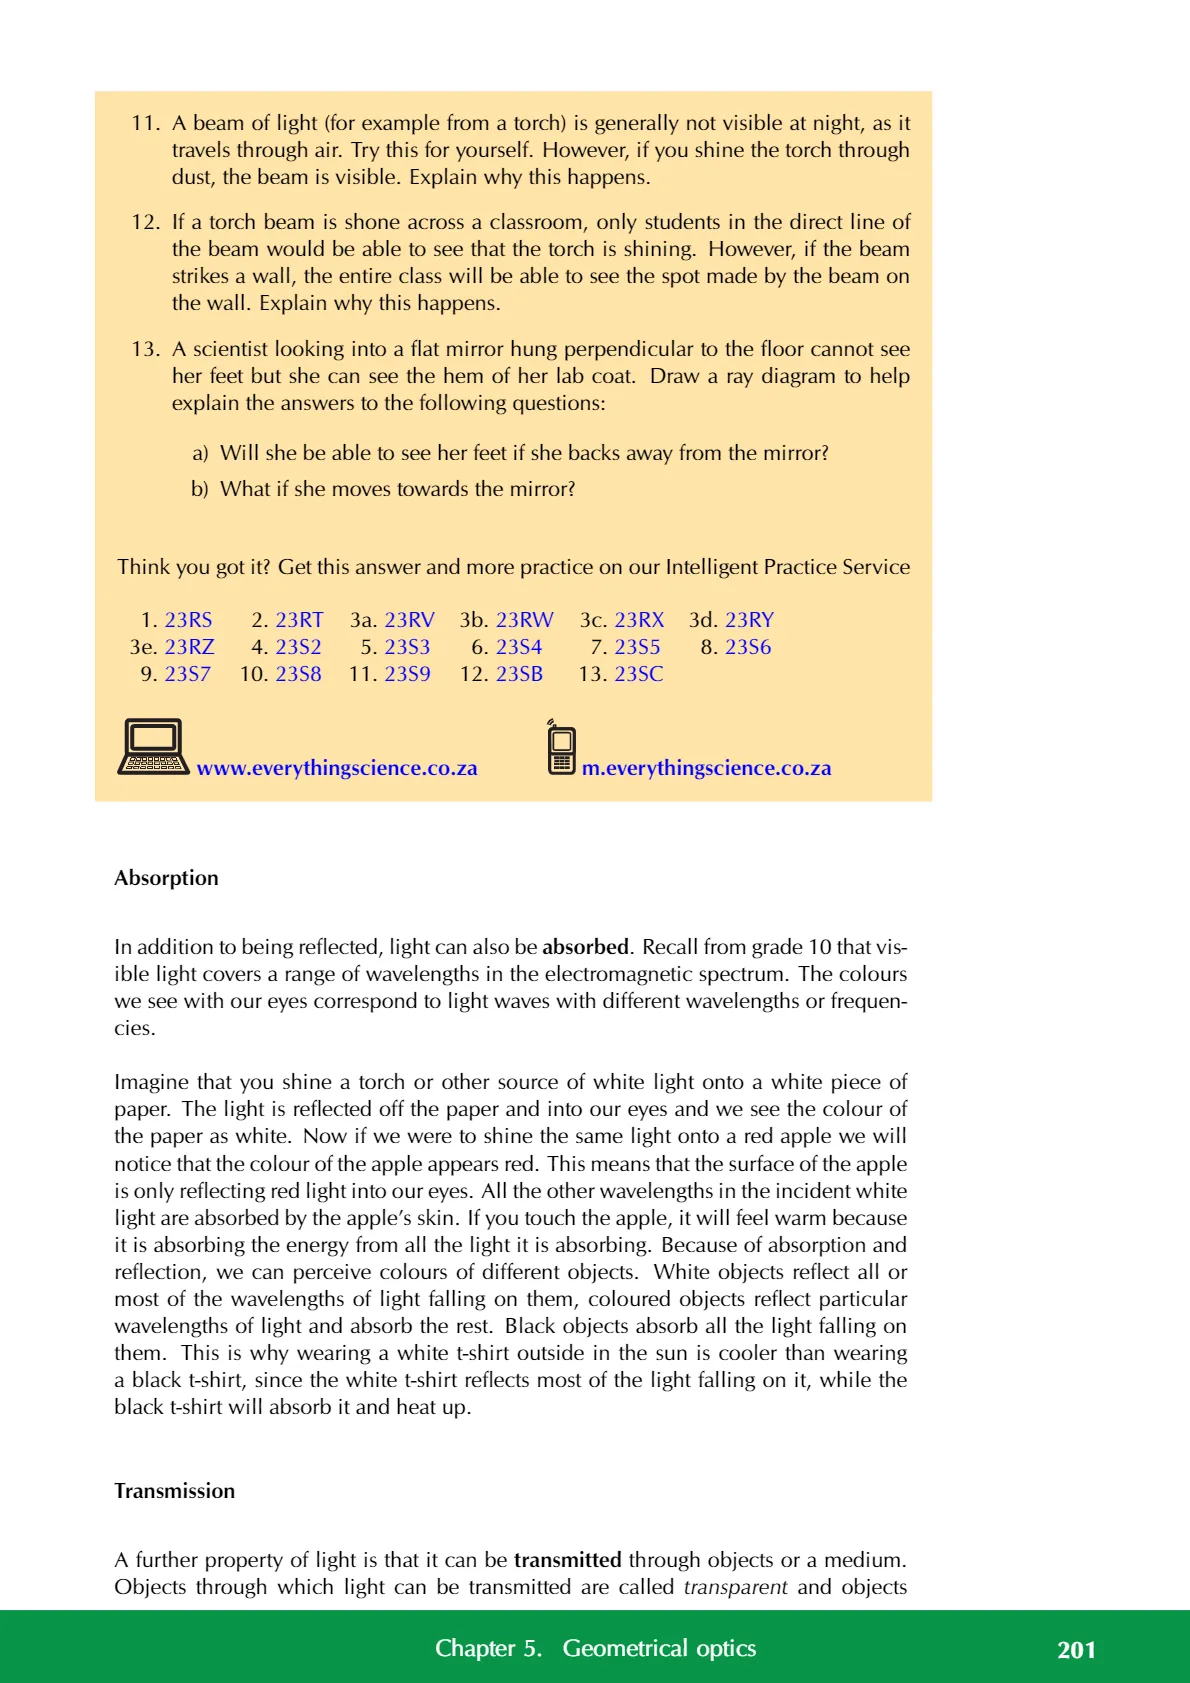 11. A beam of light (for example from a torch) is generally not visible at night, as it
travels through air. Try this for yourself. However, if you shine the torch through
dust, the beam is visible. Explain why this happens.
12. If a torch beam is shone across a classroom, only students in the direct line of
the beam would be able to see that the torch is shining. However, if the beam
strikes a wall, the entire class will be able to see the spot made by the beam on
the wall. Explain why this happens.
13. A scientist looking into a flat mirror hung perpendicular to the floor cannot see
her feet but she can see the hem of her lab coat. Draw a ray diagram to help
explain the answers to the following questions:
a) Will she be able to see her feet if she backs away from the mirror?
b) What if she moves towards the mirror?
Think you got it? Get this answer and more practice on our Intelligent Practice Service
1. 23RS 2. 23RT 3a. 23RV 3b. 23RW 3c. 23RX 3d. 23RY
3e. 23RZ 4. 23S2 5. 23S3 6. 23S4 7. 23S5 8. 23S6
9. 23S7 10. 23S8 11. 23S9 12. 23SB 13. 23SC
www.everythingscience.co.za m.everythingscience.co.za
Absorption
In addition to being reflected, light can also be absorbed. Recall from grade 10 that vis-
ible light covers a range of wavelengths in the electromagnetic spectrum. The colours
we see with our eyes correspond to light waves with different wavelengths or frequen-
cies.
Imagine that you shine a torch or other source of white light onto a white piece of
paper. The light is reflected off the paper and into our eyes and we see the colour of
the paper as white. Now if we were to shine the same light onto a red apple we will
notice that the colour of the apple appears red. This means that the surface of the apple
is only reflecting red light into our eyes. All the other wavelengths in the incident white
light are absorbed by the apple's skin. If you touch the apple, it will feel warm because
it is absorbing the energy from all the light it is absorbing. Because of absorption and
reflection, we can perceive colours of different objects. White objects reflect all or
most of the wavelengths of light falling on them, coloured objects reflect particular
wavelengths of light and absorb the rest. Black objects absorb all the light falling on
them. This is why wearing a white t-shirt outside in the sun is cooler than wearing
a black t-shirt, since the white t-shirt reflects most of the light falling on it, while the
black t-shirt will absorb it and heat up.
Transmission
A further property of light is that it can be transmitted through objects or a medium.
Objects through which light can be transmitted are called transparent and objects
Chapter 5. Geometrical optics 201